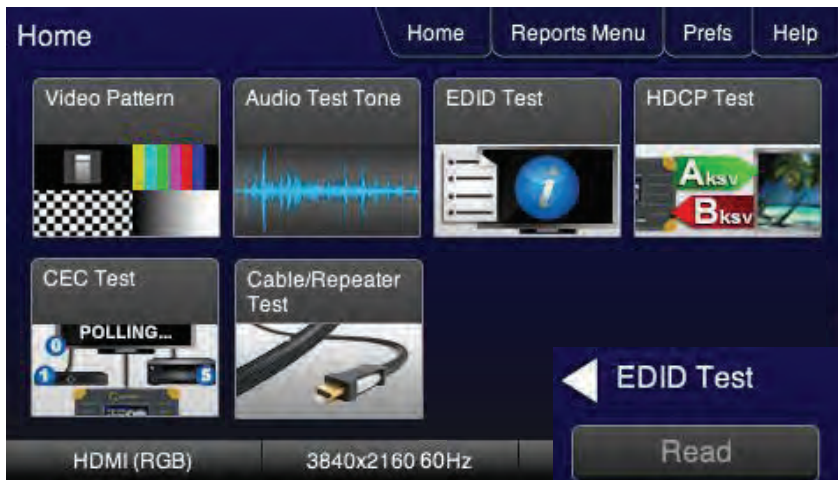 Home
Home
Reports Menu
Prefs
Help
Video Pattern
Audio Test Tone
EDID Test
HDCP Test
i
Aksv
Bksv
CEC Test
Cable/Repeater
Test
POLLING...
0
1
5
EDID Test
Read
HDMI (RGB)
3840x2160 60Hz